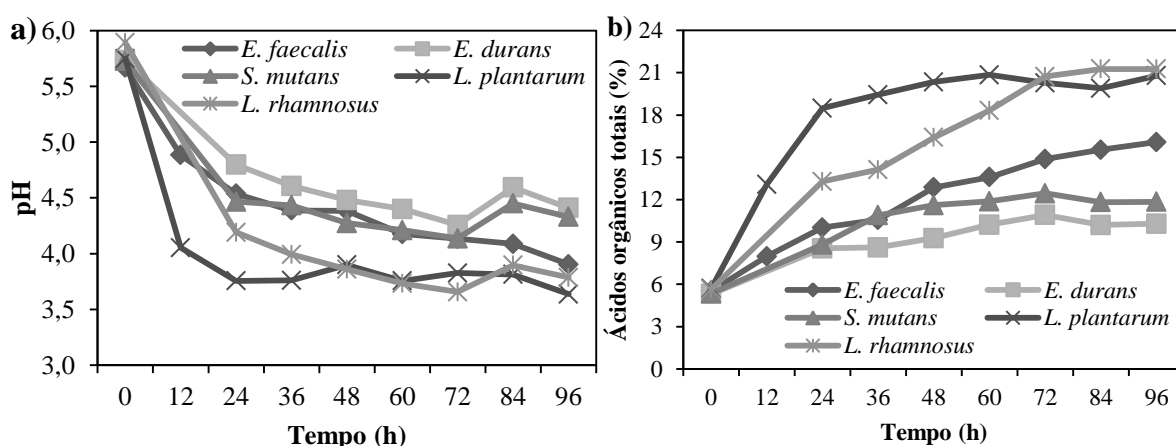 a)
6,0
5,5
5,0
4,5
4,0
3,5
3,0
pH
E. faecalis
E. durans
S. mutans
L. plantarum
L. rhamnosus
0 12 24 36 48 60 72 84 96
Tempo (h)
b)
24
21
18
15
12
9
6
3
0
Ácidos orgânicos totais (%)
E. faecalis
E. durans
S. mutans
L. plantarum
L. rhamnosus
0 12 24 36 48 60 72 84 96
Tempo (h)